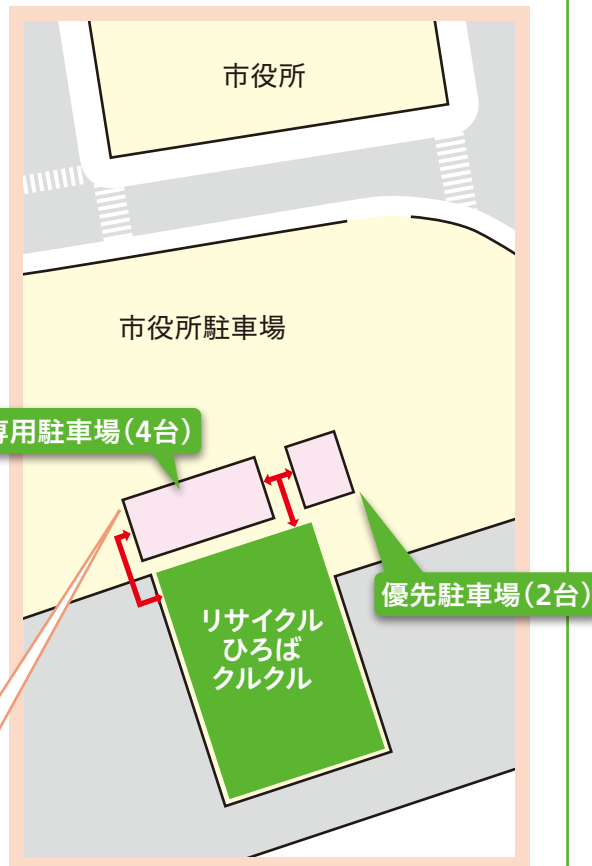 市役所
市役所駐車場
専用駐車場（4台）
優先駐車場（2台）
リサイクル
ひろば
クルクル